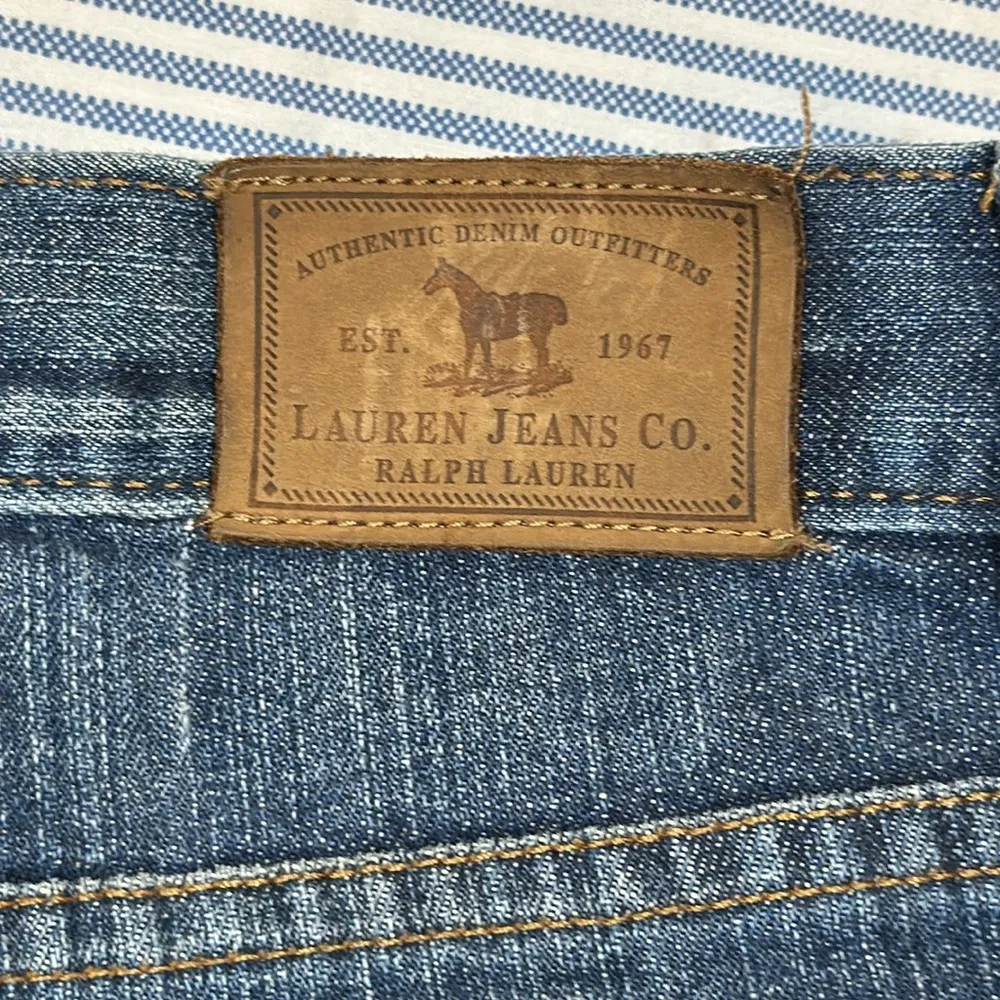 AUTHENTIC DENIM OUTFITTERS
EST. 1967
LAUREN JEANS CO.
RALPH LAUREN